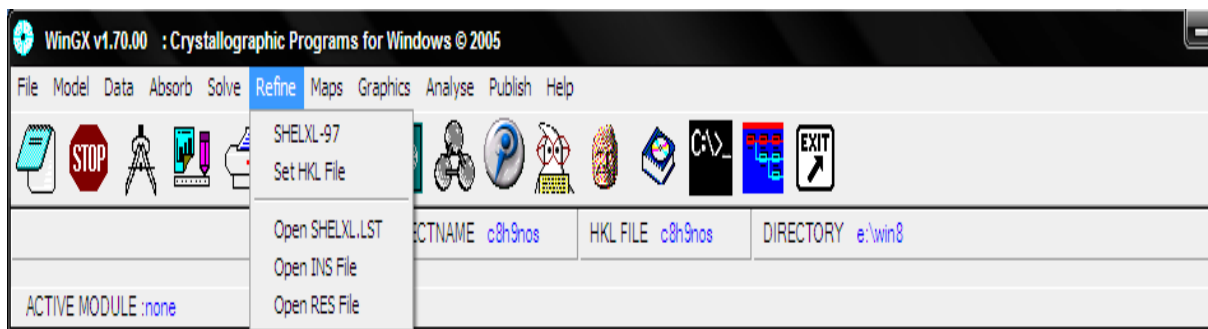 WinGX v1.70.00 : Crystallographic Programs for Windows © 2005
File Model Data Absorb Solve Refine Maps Graphics Analyse Publish Help
SHELXL-97
Set HKL File
Open SHELXL.LST
Open INS File
Open RES File
STOP
C:\>_
EXIT
ECTNAME c8h9nos HKL FILE c8h9nos DIRECTORY e:\win8
ACTIVE MODULE :none